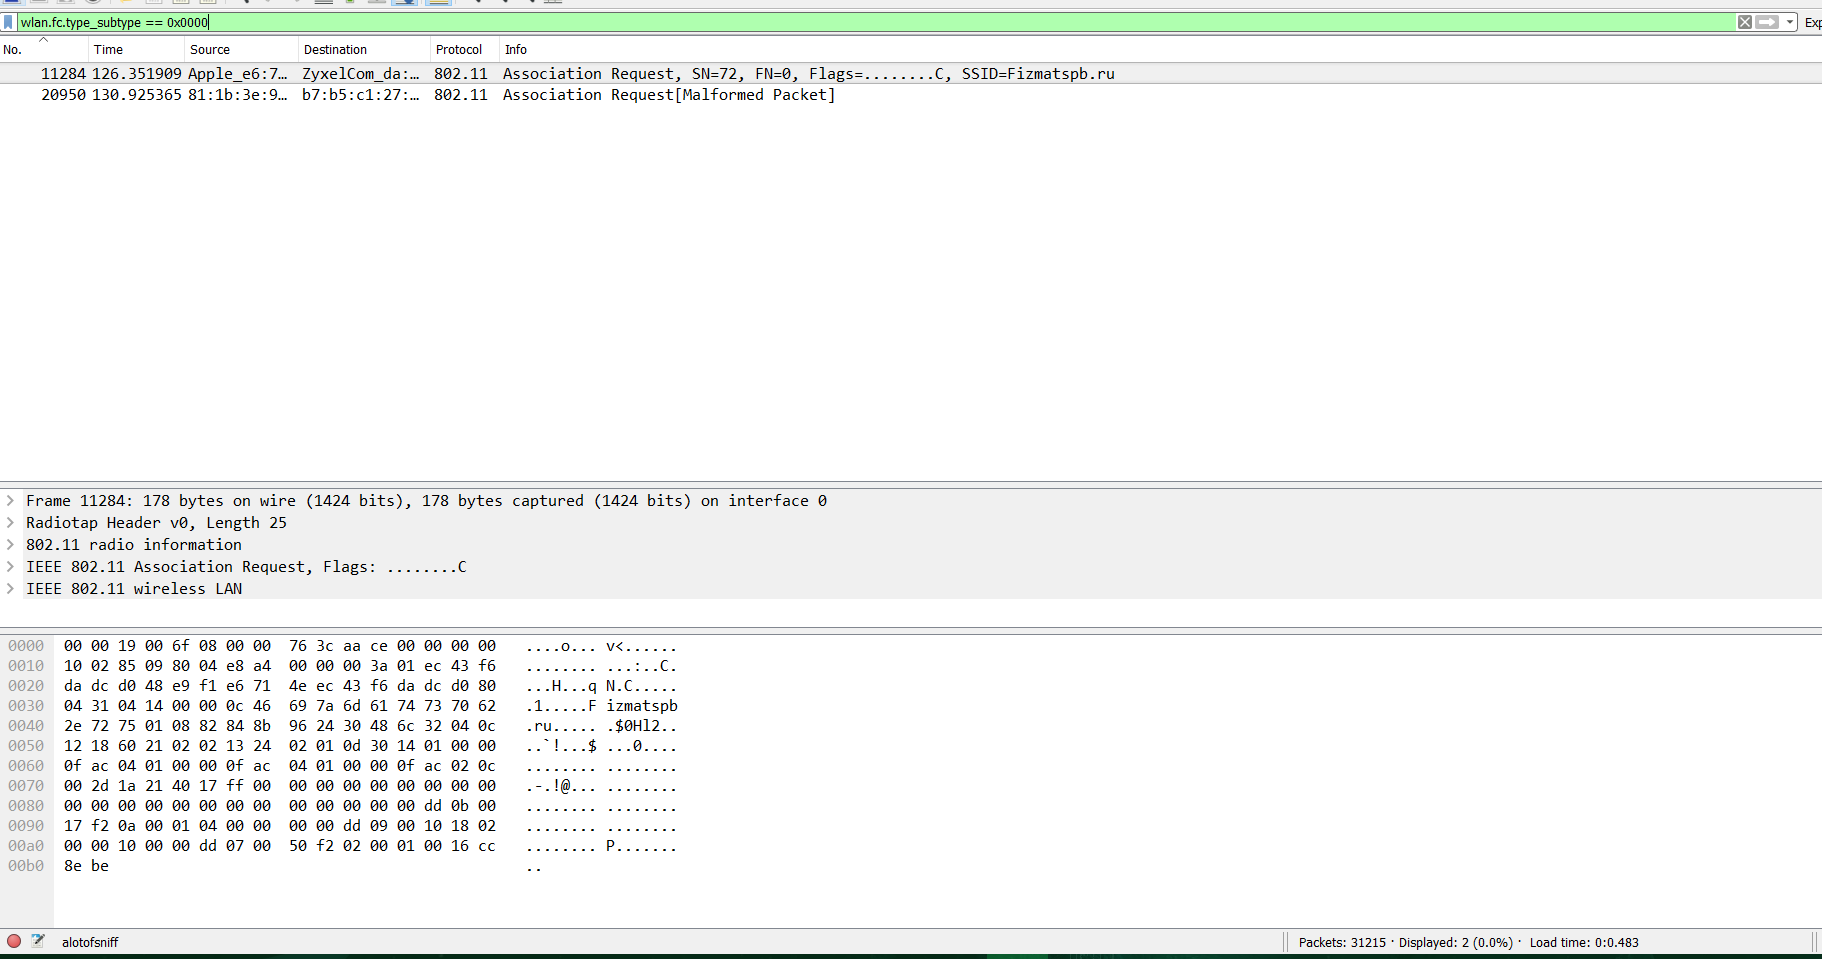 wlan.fc.type_subtype == 0x0000
No. Time Source Destination Protocol Info
11284 126.351909 Apple_e6:7… ZyxelCom_da:… 802.11 Association Request, SN=72, FN=0, Flags=........C, SSID=Fizmatspb.ru
20950 130.925365 81:1b:3e:9… b7:b5:c1:27:… 802.11 Association Request[Malformed Packet]
Frame 11284: 178 bytes on wire (1424 bits), 178 bytes captured (1424 bits) on interface 0
Radiotap Header v0, Length 25
802.11 radio information
IEEE 802.11 Association Request, Flags: ........C
IEEE 802.11 wireless LAN
0000 00 00 19 00 6f 08 00 00 76 3c aa ce 00 00 00 00 ....o... v<......
0010 10 02 85 09 80 04 e8 a4 00 00 00 3a 01 ec 43 f6 ........ ...:..C.
0020 da dc d0 48 e9 f1 e6 71 4e ec 43 f6 da dc d0 80 ...H...q N.C.....
0030 04 31 04 14 00 00 0c 46 69 7a 6d 61 74 73 70 62 .1.....F izmatspb
0040 2e 72 75 01 08 82 84 8b 96 24 30 48 6c 32 04 0c .ru..... .$0Hl2..
0050 12 18 60 21 02 02 13 24 02 01 0d 30 14 01 00 00 ..`!...$ ...0....
0060 0f ac 04 01 00 00 0f ac 04 01 00 00 0f ac 02 0c ........ ........
0070 00 2d 1a 21 40 17 ff 00 00 00 00 00 00 00 00 00 .-.!@... ........
0080 00 00 00 00 00 00 00 00 00 00 00 00 00 dd 0b 00 ........ ........
0090 17 f2 0a 00 01 04 00 00 00 00 dd 09 00 10 18 02 ........ ........
00a0 00 00 10 00 00 dd 07 00 50 f2 02 00 01 00 16 cc ........ P.......
00b0 8e be ..
alotofsniff Packets: 31215 · Displayed: 2 (0.0%) · Load time: 0:0.483